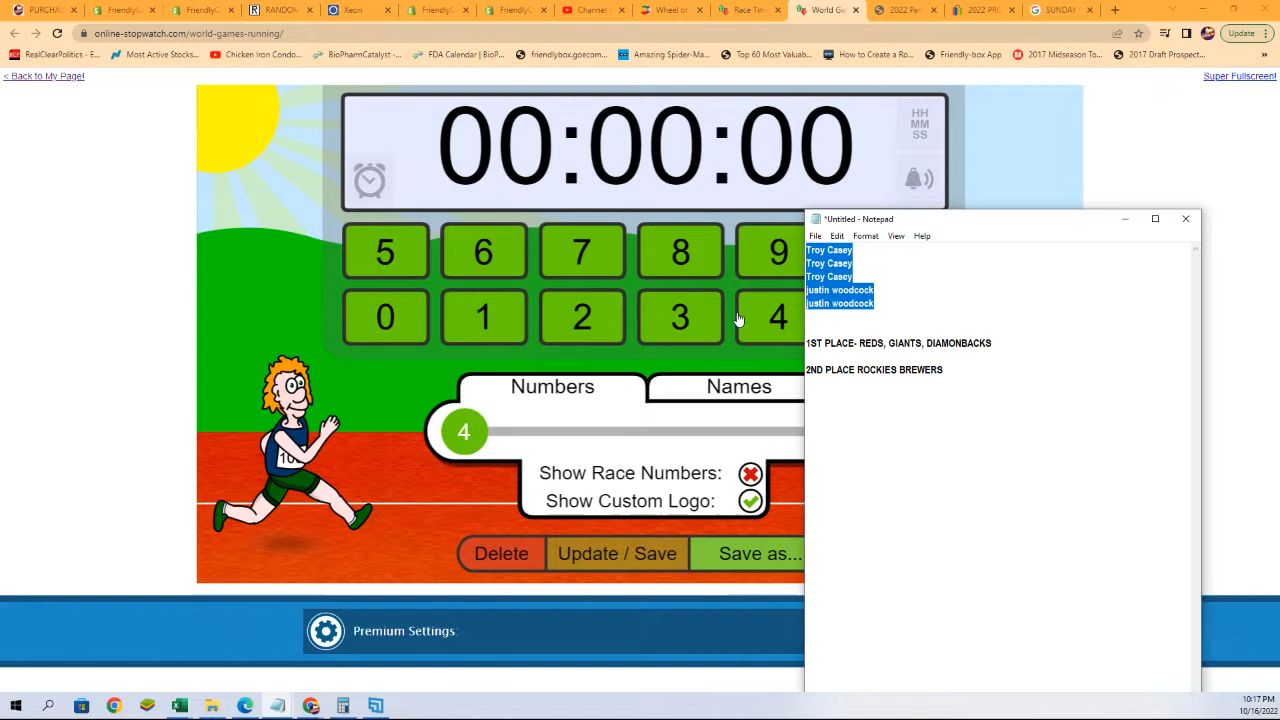 PURCHAS
FriendlyC
FriendlyC
RANDOM
Xeon
FriendlyC
FriendlyC
Channel
Wheel of
Race Tim
World Ga
2022 Pan
2022 PRI
SUNDAY
online-stopwatch.com/world-games-running/
Update
RealClearPolitics - E...
Most Active Stocks...
Chicken Iron Condo...
BioPharmCatalyst -...
FDA Calendar | BioP...
friendlybox.goecom...
Amazing Spider-Ma...
Top 60 Most Valuab...
How to Create a Ro...
Friendly-box App
2017 Midseason To...
2017 Draft Prospect...
»
< Back to My Page!
Super Fullscreen!
00:00:00
HH
MM
SS
*Untitled - Notepad
File Edit Format View Help
5 6 7 8 9
0 1 2 3 4
Troy Casey
Troy Casey
Troy Casey
justin woodcock
justin woodcock
1ST PLACE- REDS, GIANTS, DIAMONBACKS
2ND PLACE ROCKIES BREWERS
Numbers
Names
4
Show Race Numbers:
Show Custom Logo:
Delete
Update / Save
Save as...
Premium Settings:
10:17 PM
10/16/2022